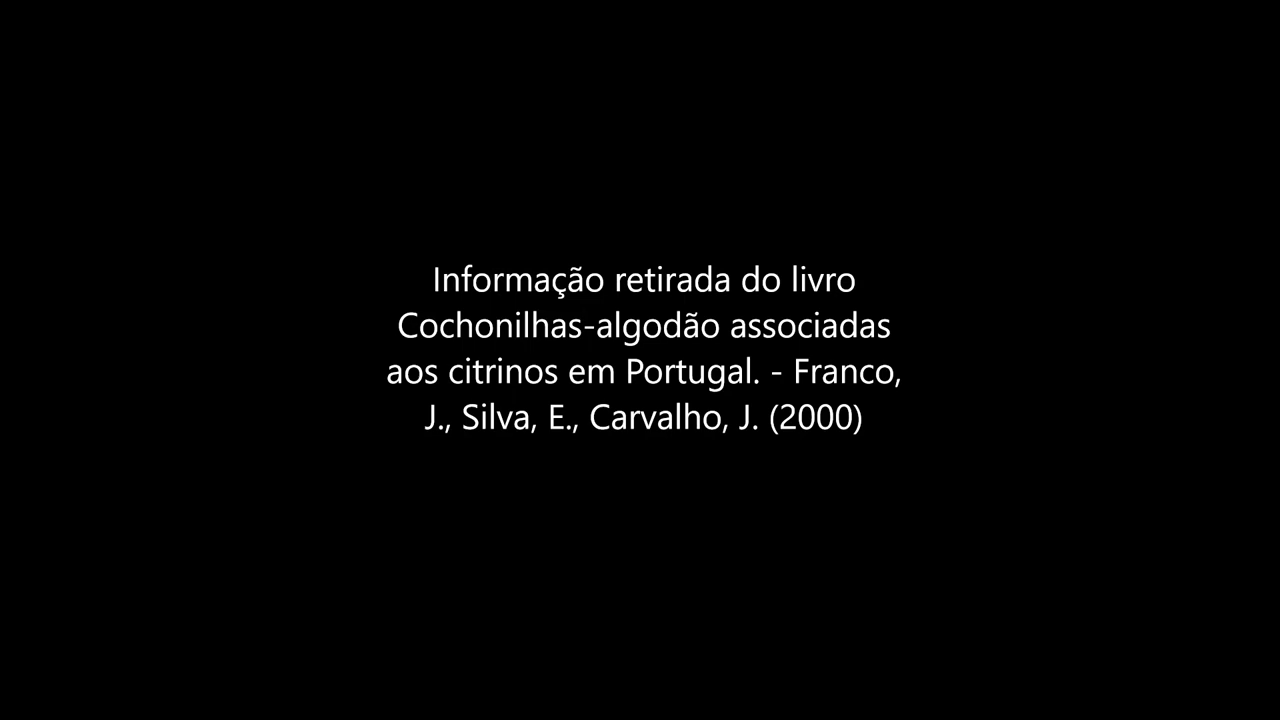 Informação retirada do livro
Cochonilhas-algodão associadas
aos citrinos em Portugal. - Franco,
J., Silva, E., Carvalho, J. (2000)